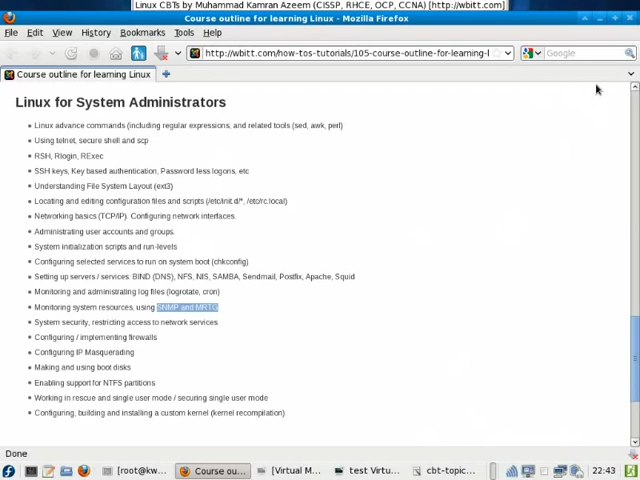 Linux CBTs by Muhammad Kamran Azeem (CISSP, RHCE, OCP, CCNA) [http://wbitt.com]
Course outline for learning Linux - Mozilla Firefox
File Edit View History Bookmarks Tools Help
http://wbitt.com/how-tos-tutorials/105-course-outline-for-learning-l
Google
Course outline for learning Linux
Linux for System Administrators
Linux advance commands (including regular expressions, and related tools (sed, awk, perl)
Using telnet, secure shell and scp
RSH, Rlogin, RExec
SSH keys, Key based authentication, Password less logons, etc
Understanding File System Layout (ext3)
Locating and editing configuration files and scripts (/etc/init.d/*, /etc/rc.local)
Networking basics (TCP/IP). Configuring network interfaces.
Administrating user accounts and groups.
System initialization scripts and run-levels
Configuring selected services to run on system boot (chkconfig)
Setting up servers / services: BIND (DNS), NFS, NIS, SAMBA, Sendmail, Postfix, Apache, Squid
Monitoring and administrating log files (logrotate, cron)
Monitoring system resources, using SNMP and MRTG
System security, restricting access to network services
Configuring / implementing firewalls
Configuring IP Masquerading
Making and using boot disks
Enabling support for NTFS partitions
Working in rescue and single user mode / securing single user mode
Configuring, building and installing a custom kernel (kernel recompilation)
Done
[root@kw...
Course ou...
[Virtual M...
test Virtu...
cbt-topic...
22:43